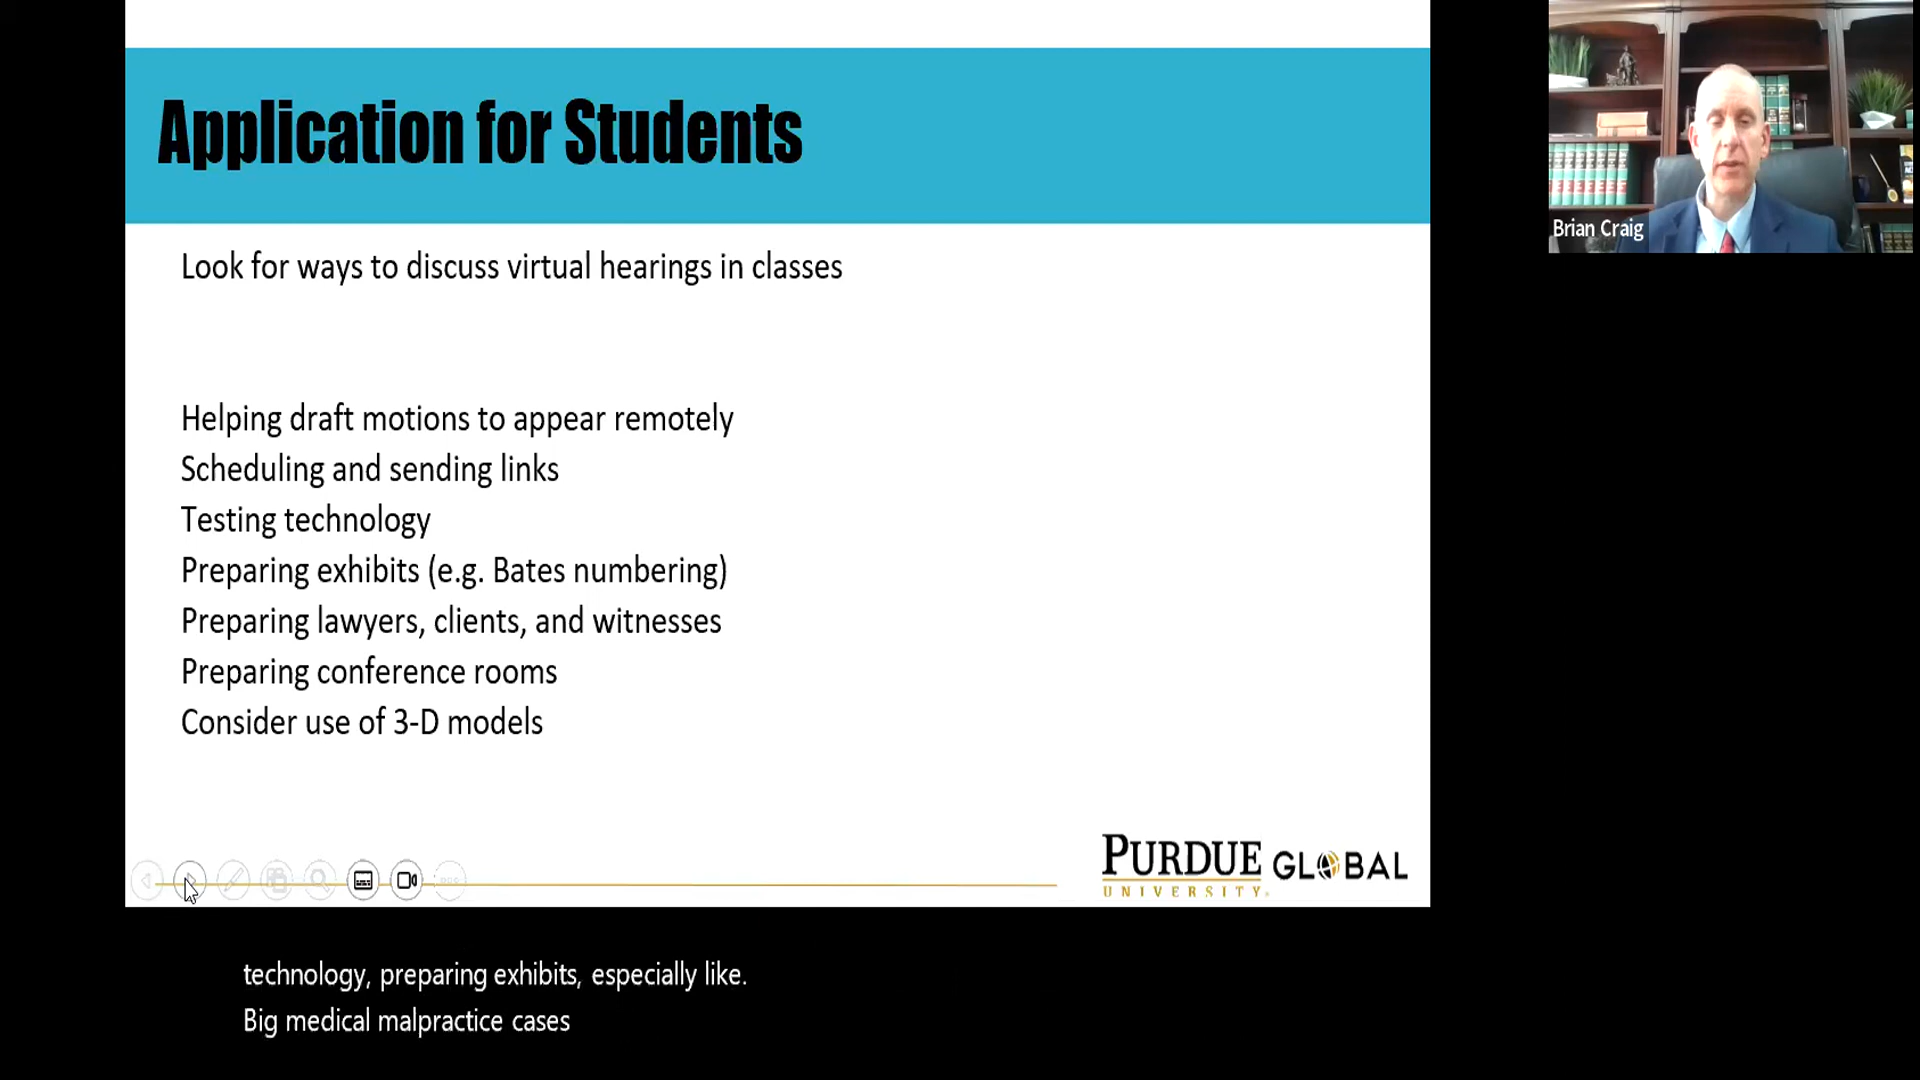 Application for Students
Look for ways to discuss virtual hearings in classes
Helping draft motions to appear remotely
Scheduling and sending links
Testing technology
Preparing exhibits (e.g. Bates numbering)
Preparing lawyers, clients, and witnesses
Preparing conference rooms
Consider use of 3-D models
PURDUE GLOBAL
UNIVERSITY
Brian Craig
technology, preparing exhibits, especially like.
Big medical malpractice cases